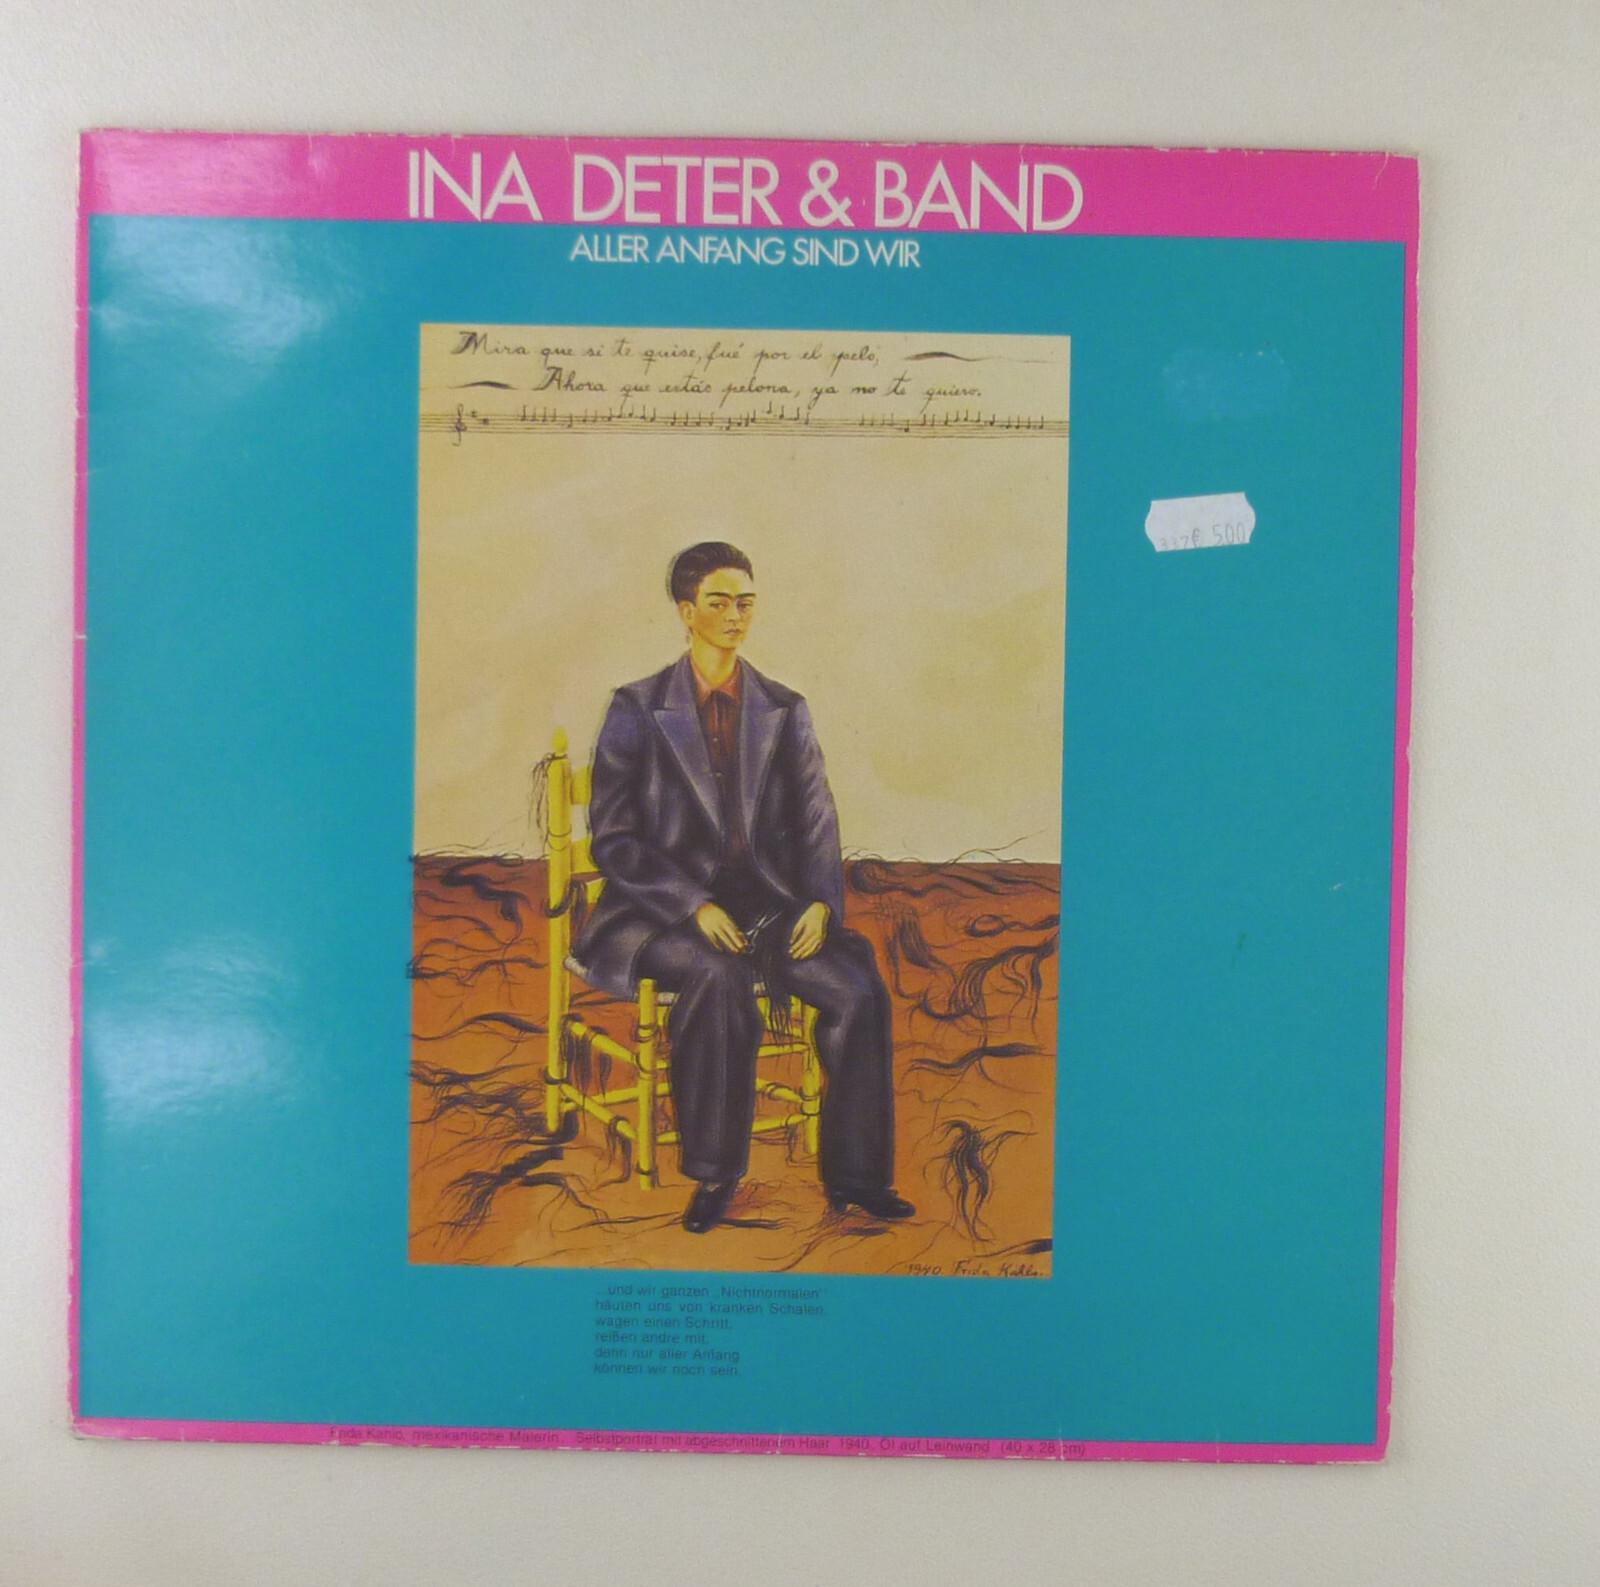 INA DETER & BAND
ALLER ANFANG SIND WIR
Mira que si te quise, fué por el pelo,
Ahora que estás pelona, ya no te quiero.
337€ 5,00
1940. Frida Kahlo.
...und wir ganzen „Nichtnormalen"
häuten uns von kranken Schalen,
wagen einen Schritt,
reißen andre mit,
denn nur aller Anfang
können wir noch sein.
Frida Kahlo, mexikanische Malerin. Selbstporträt mit abgeschnittenem Haar 1940. Öl auf Leinwand (40 x 28 cm)